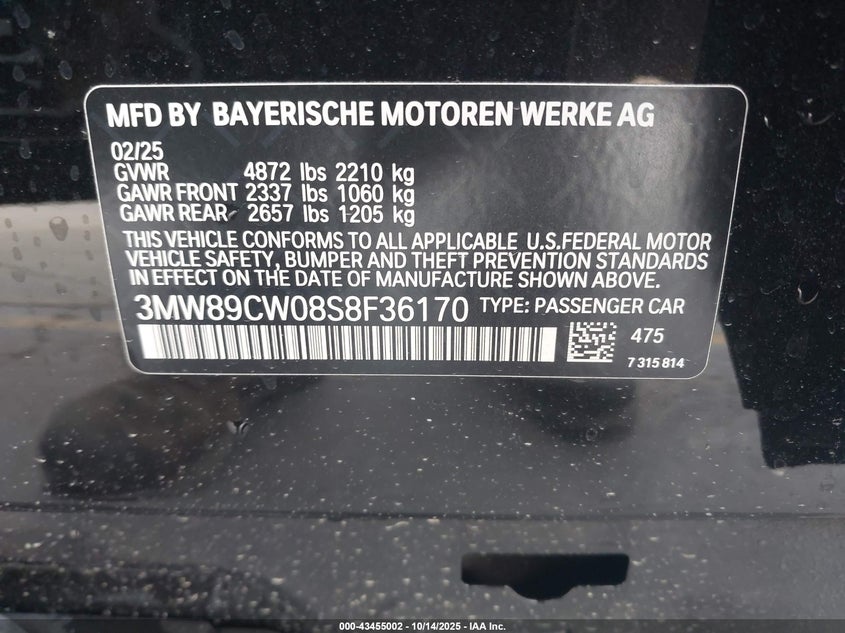 MFD BY BAYERISCHE MOTOREN WERKE AG
02/25
GVWR 4872 lbs 2210 kg
GAWR FRONT 2337 lbs 1060 kg
GAWR REAR 2657 lbs 1205 kg
THIS VEHICLE CONFORMS TO ALL APPLICABLE U.S.FEDERAL MOTOR
VEHICLE SAFETY, BUMPER AND THEFT PREVENTION STANDARDS
IN EFFECT ON THE DATE OF MANUFACTURE SHOWN ABOVE.
3MW89CW08S8F36170 TYPE: PASSENGER CAR
475
7 315 814
000-43455002 - 10/14/2025 - IAA Inc.